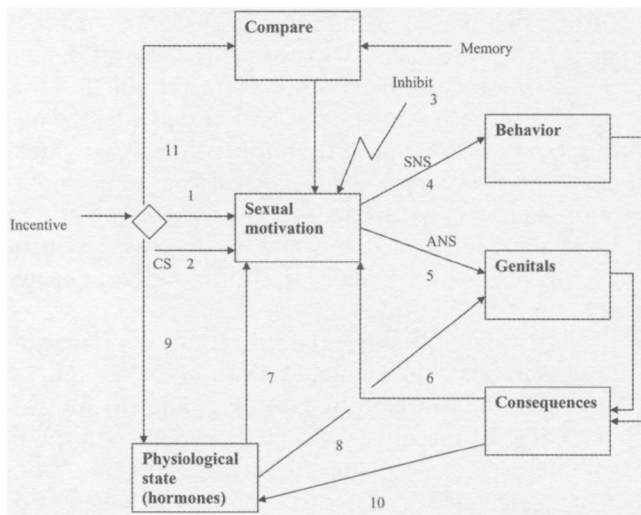 Compare
Memory
Inhibit
3
Behavior
11
SNS
1
4
Sexual
motivation
Incentive
ANS
CS
2
5
Genitals
9
7
6
Consequences
Physiological
state
(hormones)
8
10